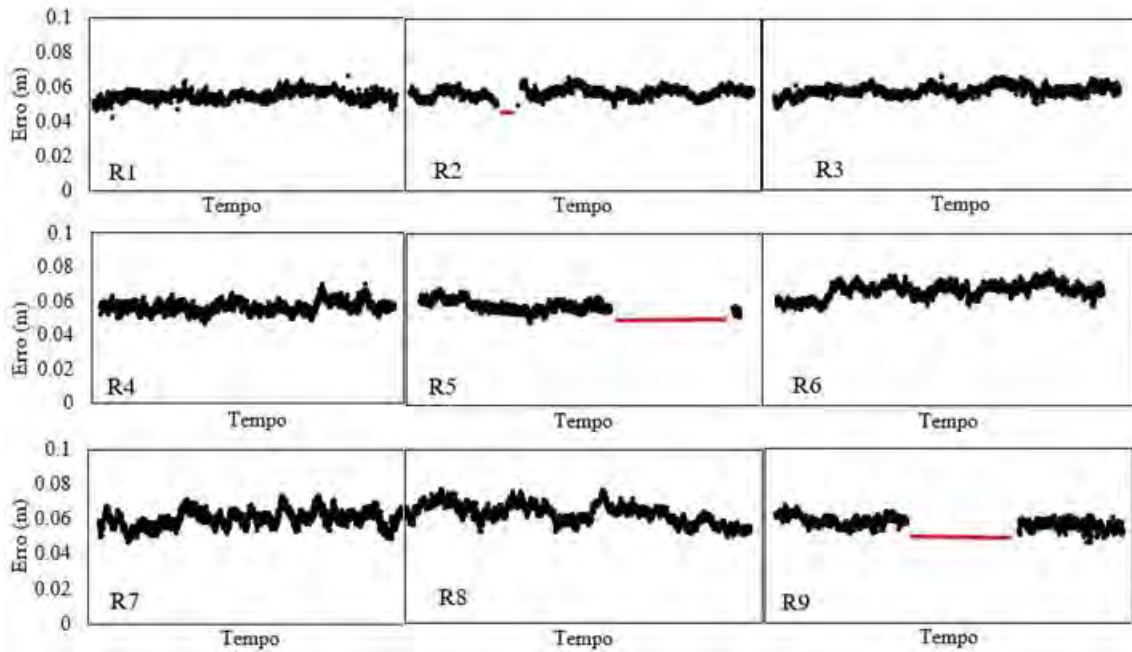 0.1
0.08
0.06
0.04
0.02
0
Erro (m)
R1
R2
R3
Tempo
Tempo
Tempo
0.1
0.08
0.06
0.04
0.02
0
Erro (m)
R4
R5
R6
Tempo
Tempo
Tempo
0.1
0.08
0.06
0.04
0.02
0
Erro (m)
R7
R8
R9
Tempo
Tempo
Tempo